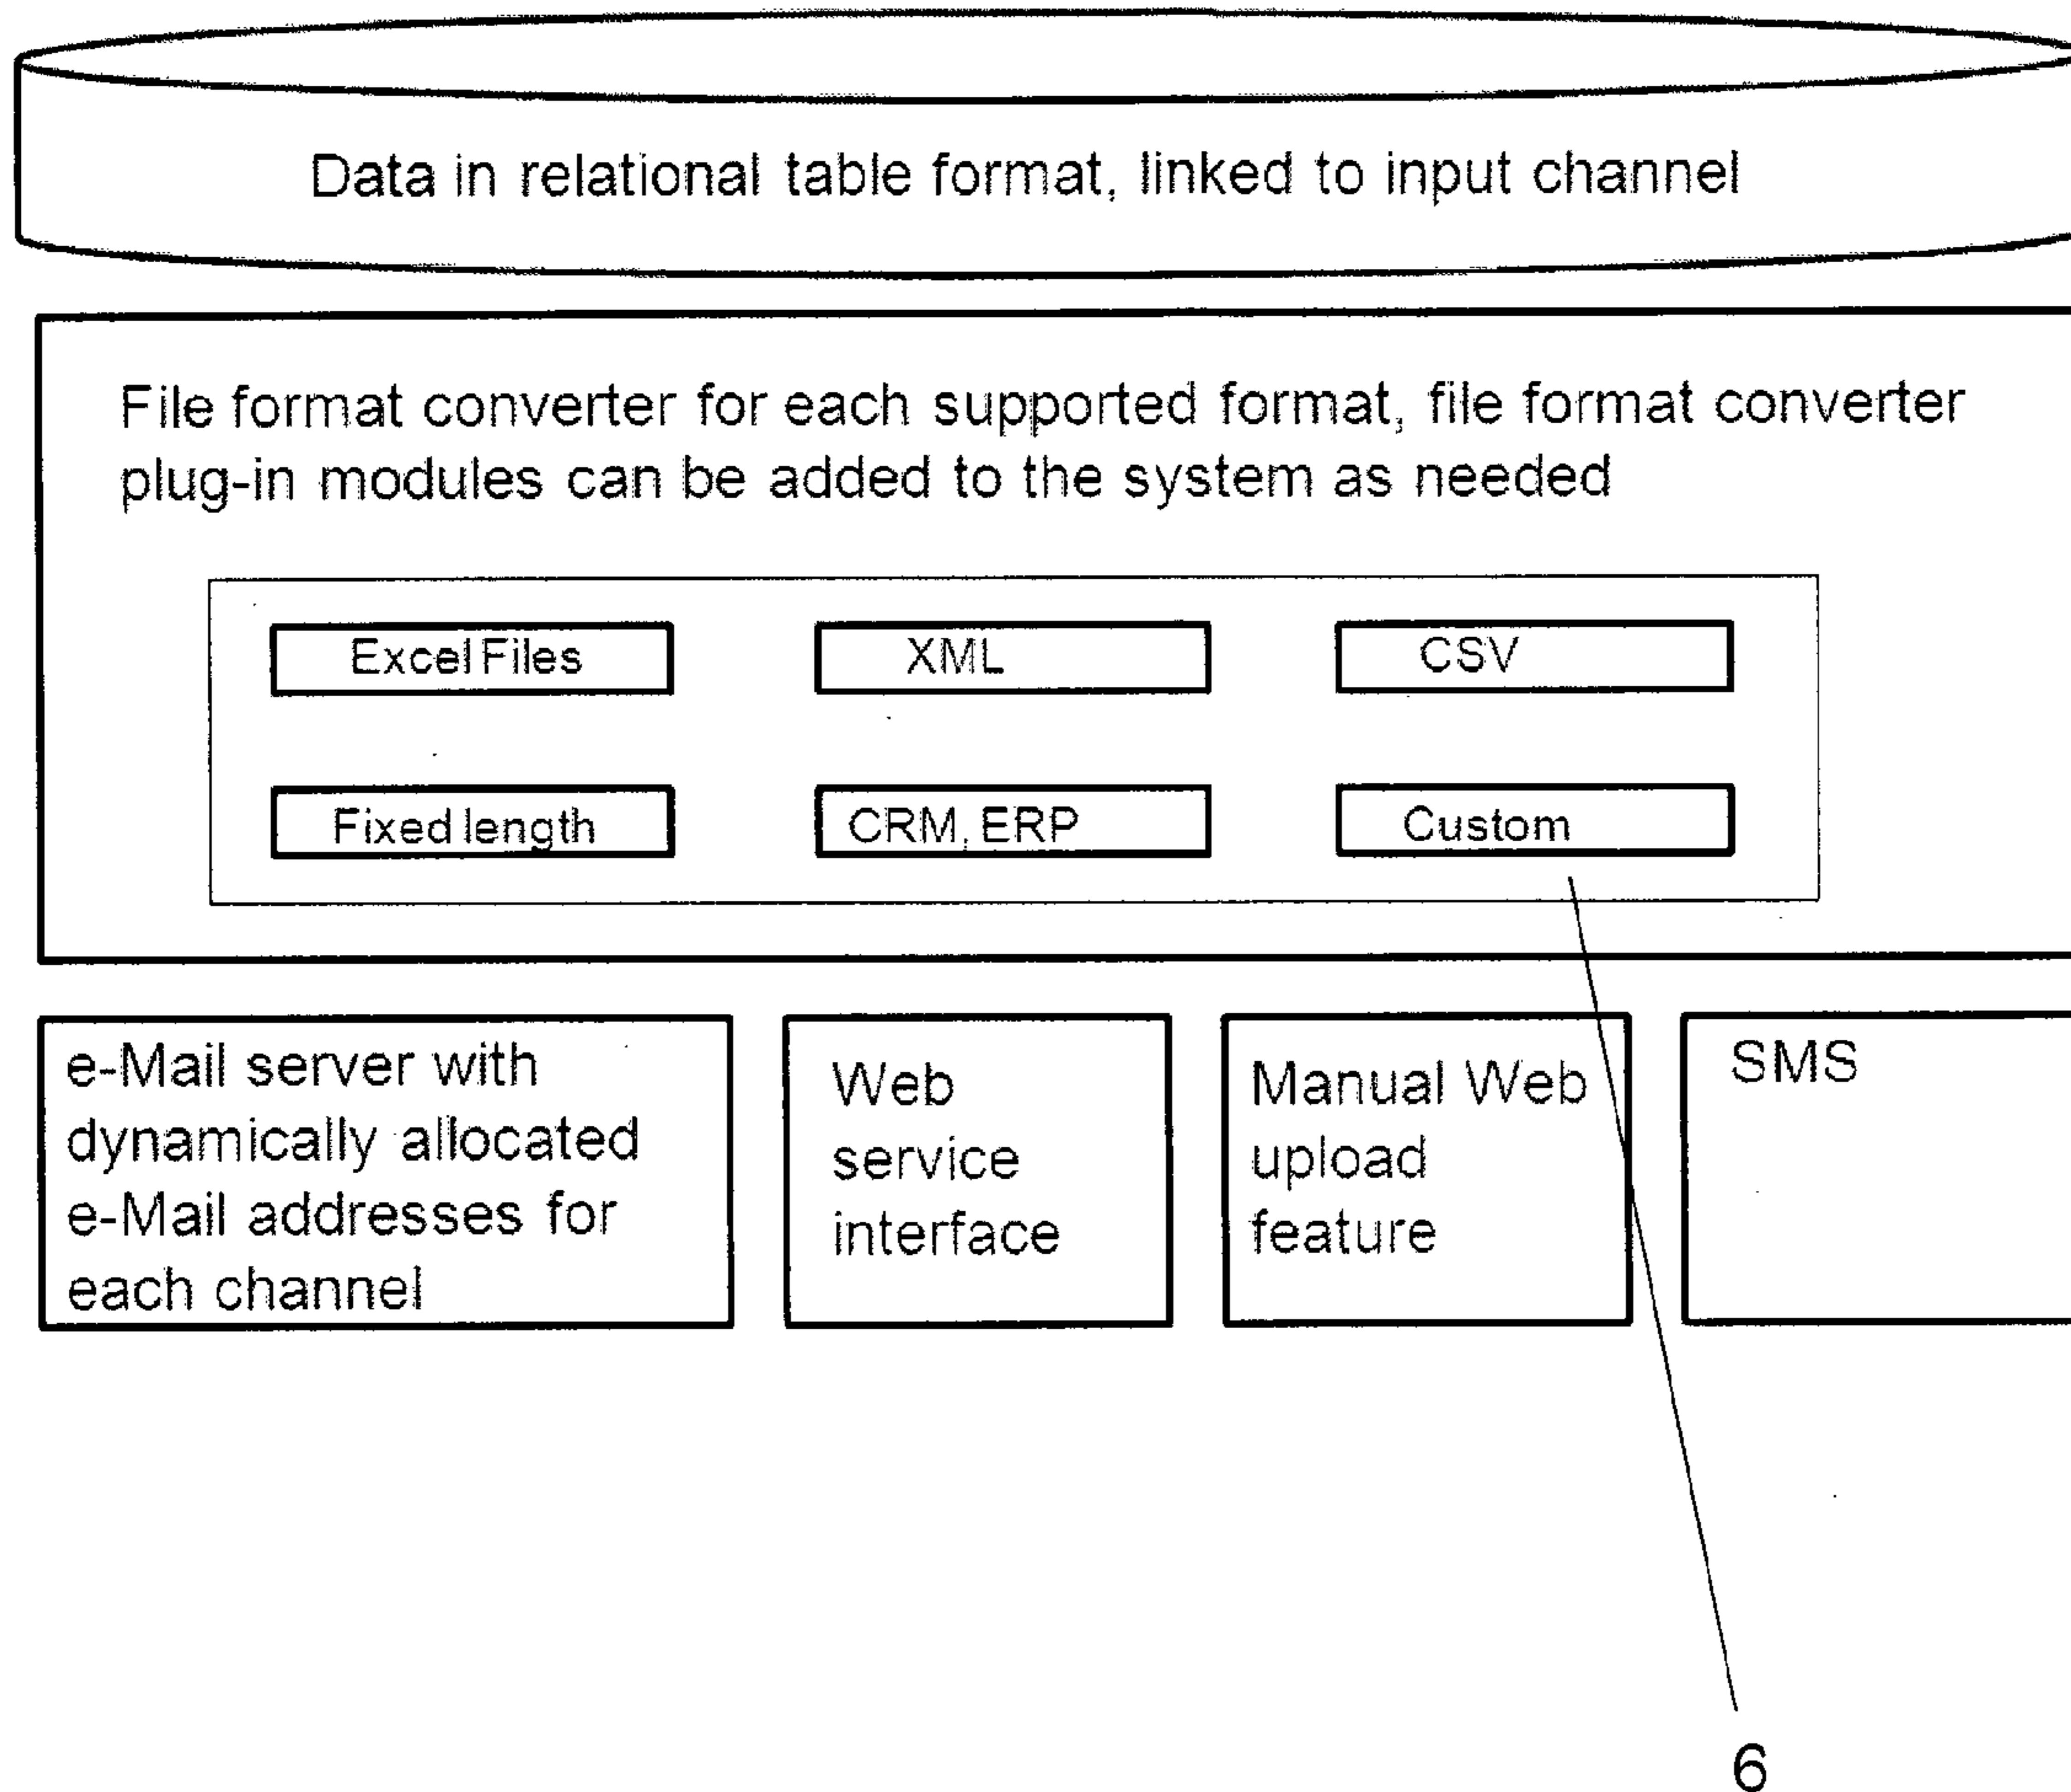 Data in relational table format, linked to input channel
File format converter for each supported format, file format converter
plug-in modules can be added to the system as needed
Excel Files
XML
CSV
Fixed length
CRM, ERP
Custom
e-Mail server with
dynamically allocated
e-Mail addresses for
each channel
Web
service
interface
Manual Web
upload
feature
SMS
6